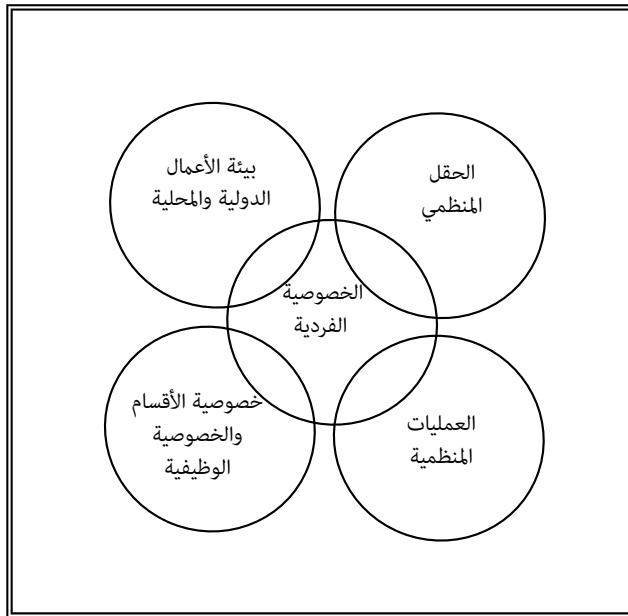 الحقل
المنظمي
بيئة الأعمال
الدولية والمحلية
الخصوصية
الفردية
العمليات
المنظمية
خصوصية الأقسام
والخصوصية
الوظيفية